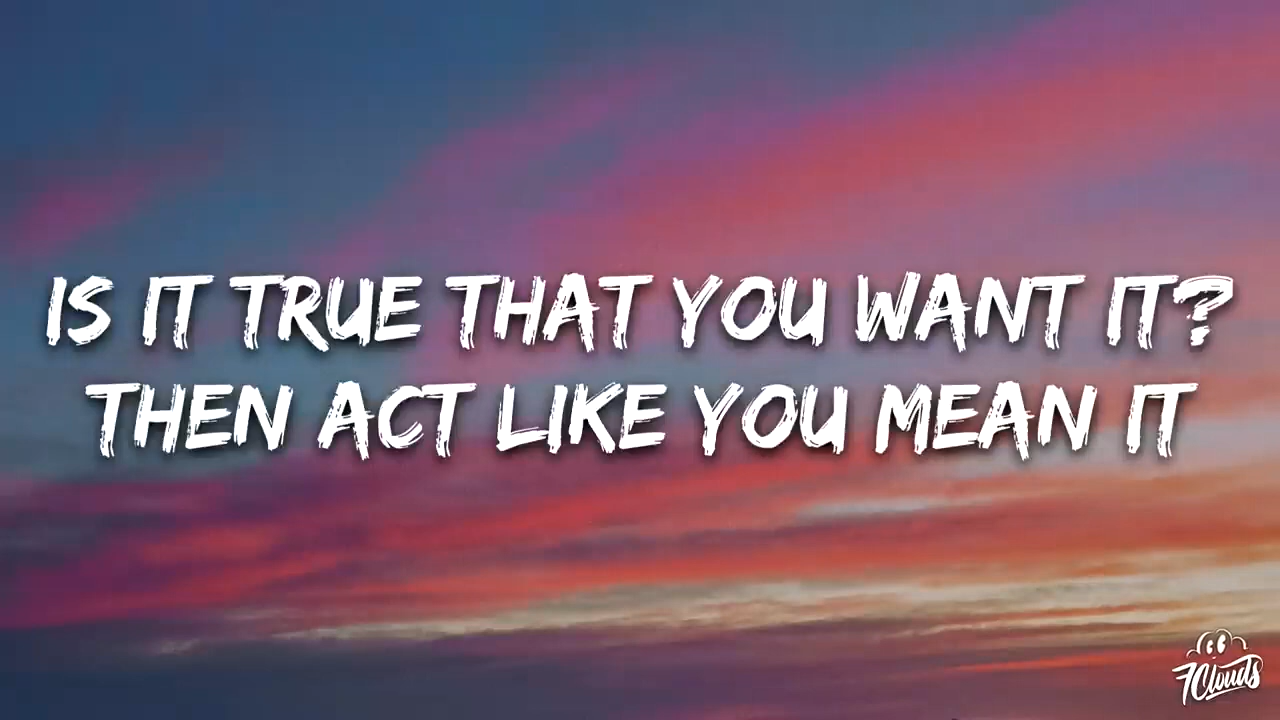 IS IT TRUE THAT YOU WANT IT?
THEN ACT LIKE YOU MEAN IT
7Clouds